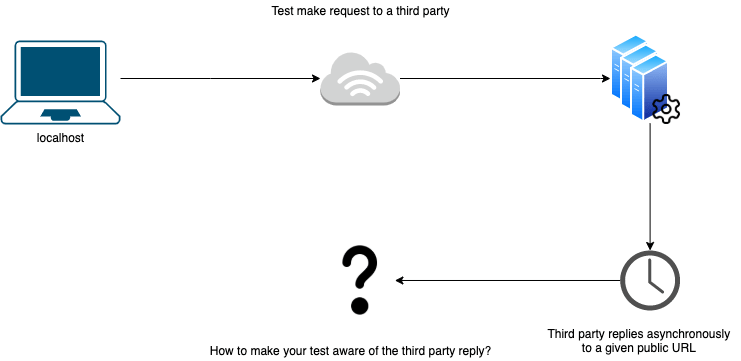 Test make request to a third party
localhost
Third party replies asynchronously
to a given public URL
How to make your test aware of the third party reply?